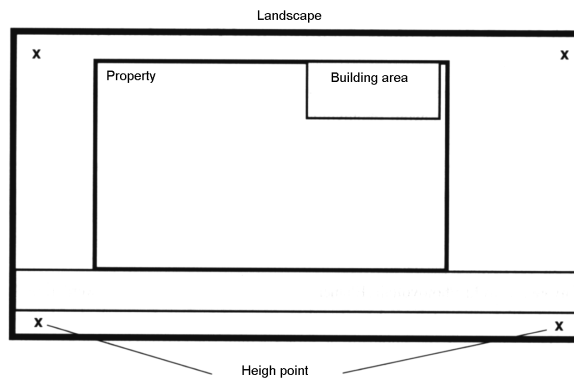 Landscape
x
x
Property
Building area
x
x
Heigh point